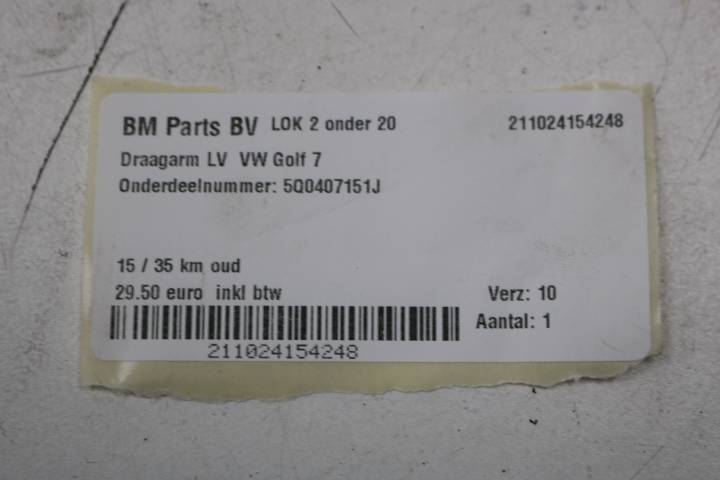 BM Parts BV LOK 2 onder 20 211024154248
Draagarm LV VW Golf 7
Onderdeelnummer: 5Q0407151J
15 / 35 km oud
29.50 euro inkl btw Verz: 10
Aantal: 1
211024154248